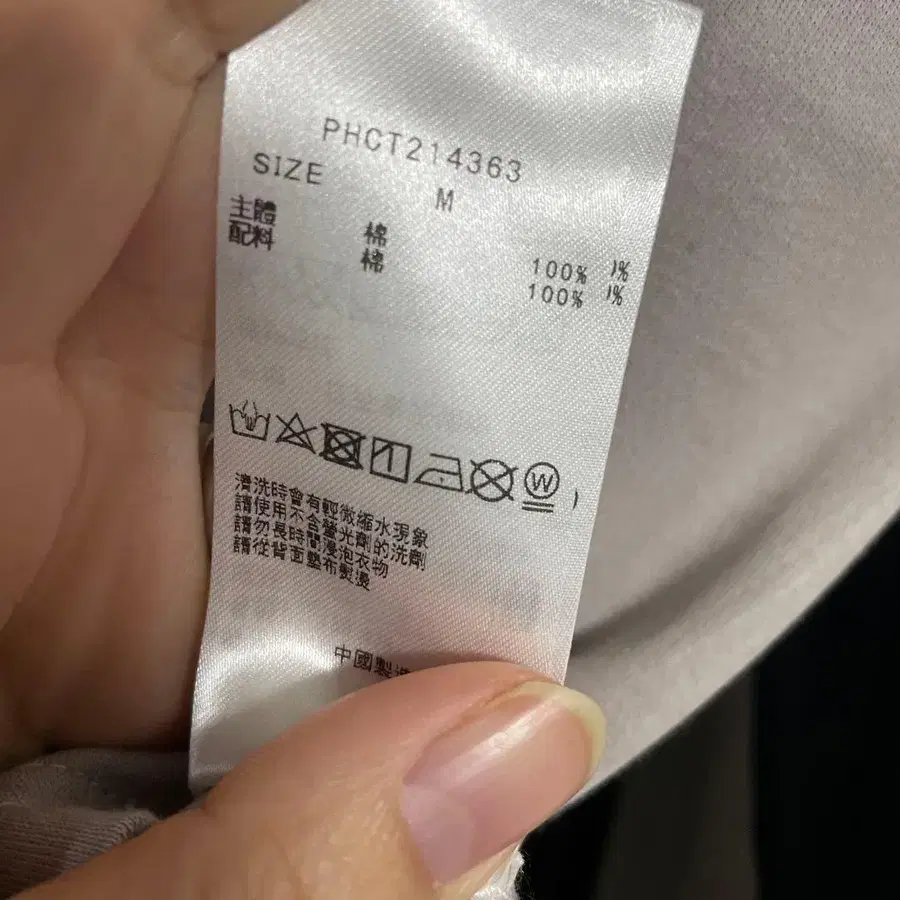 PHCT214363
SIZE M
主體 棉 100%
配料 棉 100%
W
濟洗時會有輕微縮水現象
請使用不含螢光劑的洗劑
請勿長時間浸泡衣物
請從背面墊布熨燙
中國製造